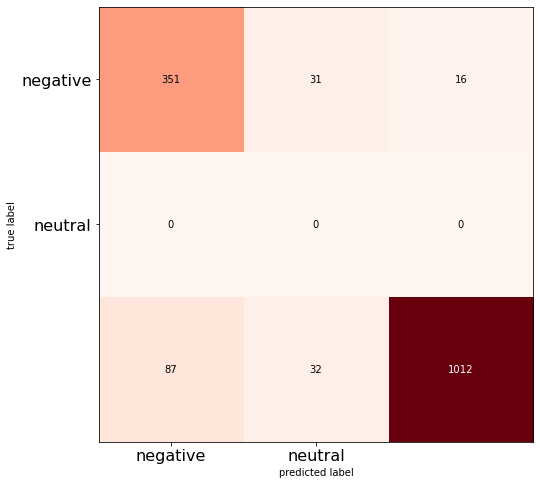 negative 351 31 16
neutral 0 0 0
true label
87 32 1012
negative neutral
predicted label